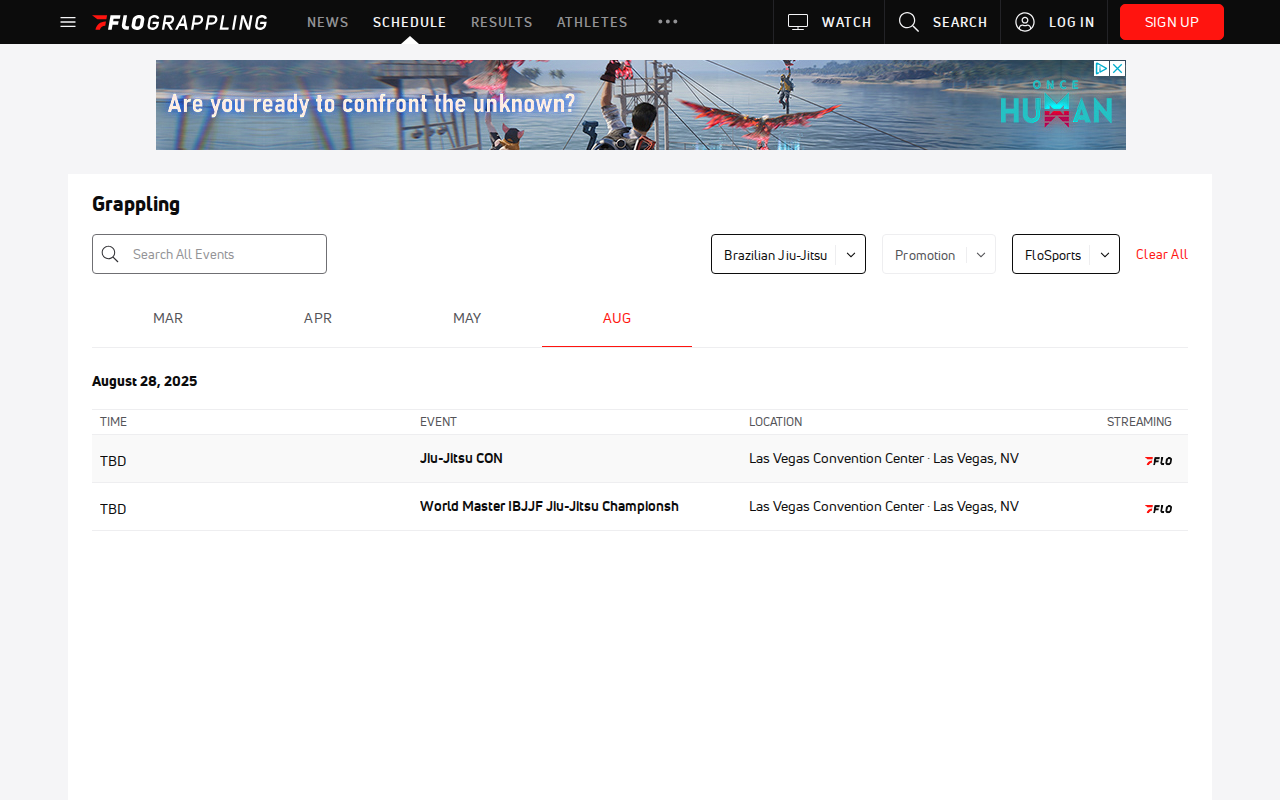 FLOGRAPPLING NEWS SCHEDULE RESULTS ATHLETES WATCH SEARCH LOG IN SIGN UP
Are you ready to confront the unknown?
ONCE
HUMAN
Grappling
Search All Events Brazilian Jiu-Jitsu Promotion FloSports Clear All
MAR APR MAY AUG
August 28, 2025
TIME EVENT LOCATION STREAMING
TBD Jiu-Jitsu CON Las Vegas Convention Center · Las Vegas, NV FLO
TBD World Master IBJJF Jiu-Jitsu Championsh Las Vegas Convention Center · Las Vegas, NV FLO